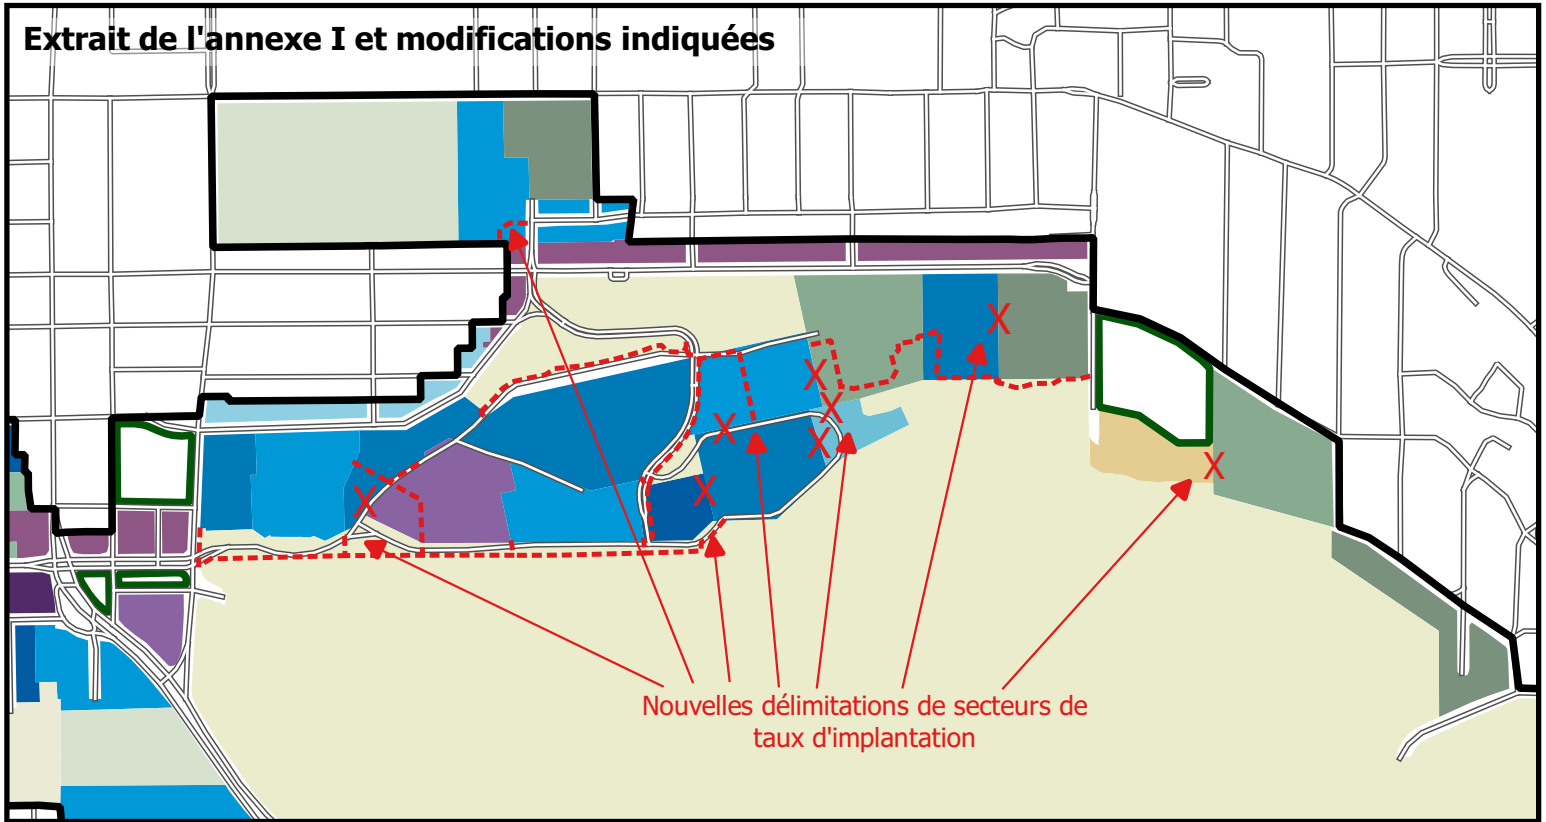 Extrait de l'annexe I et modifications indiquées
X
X
X
X
X
X
X
X
Nouvelles délimitations de secteurs de
taux d'implantation